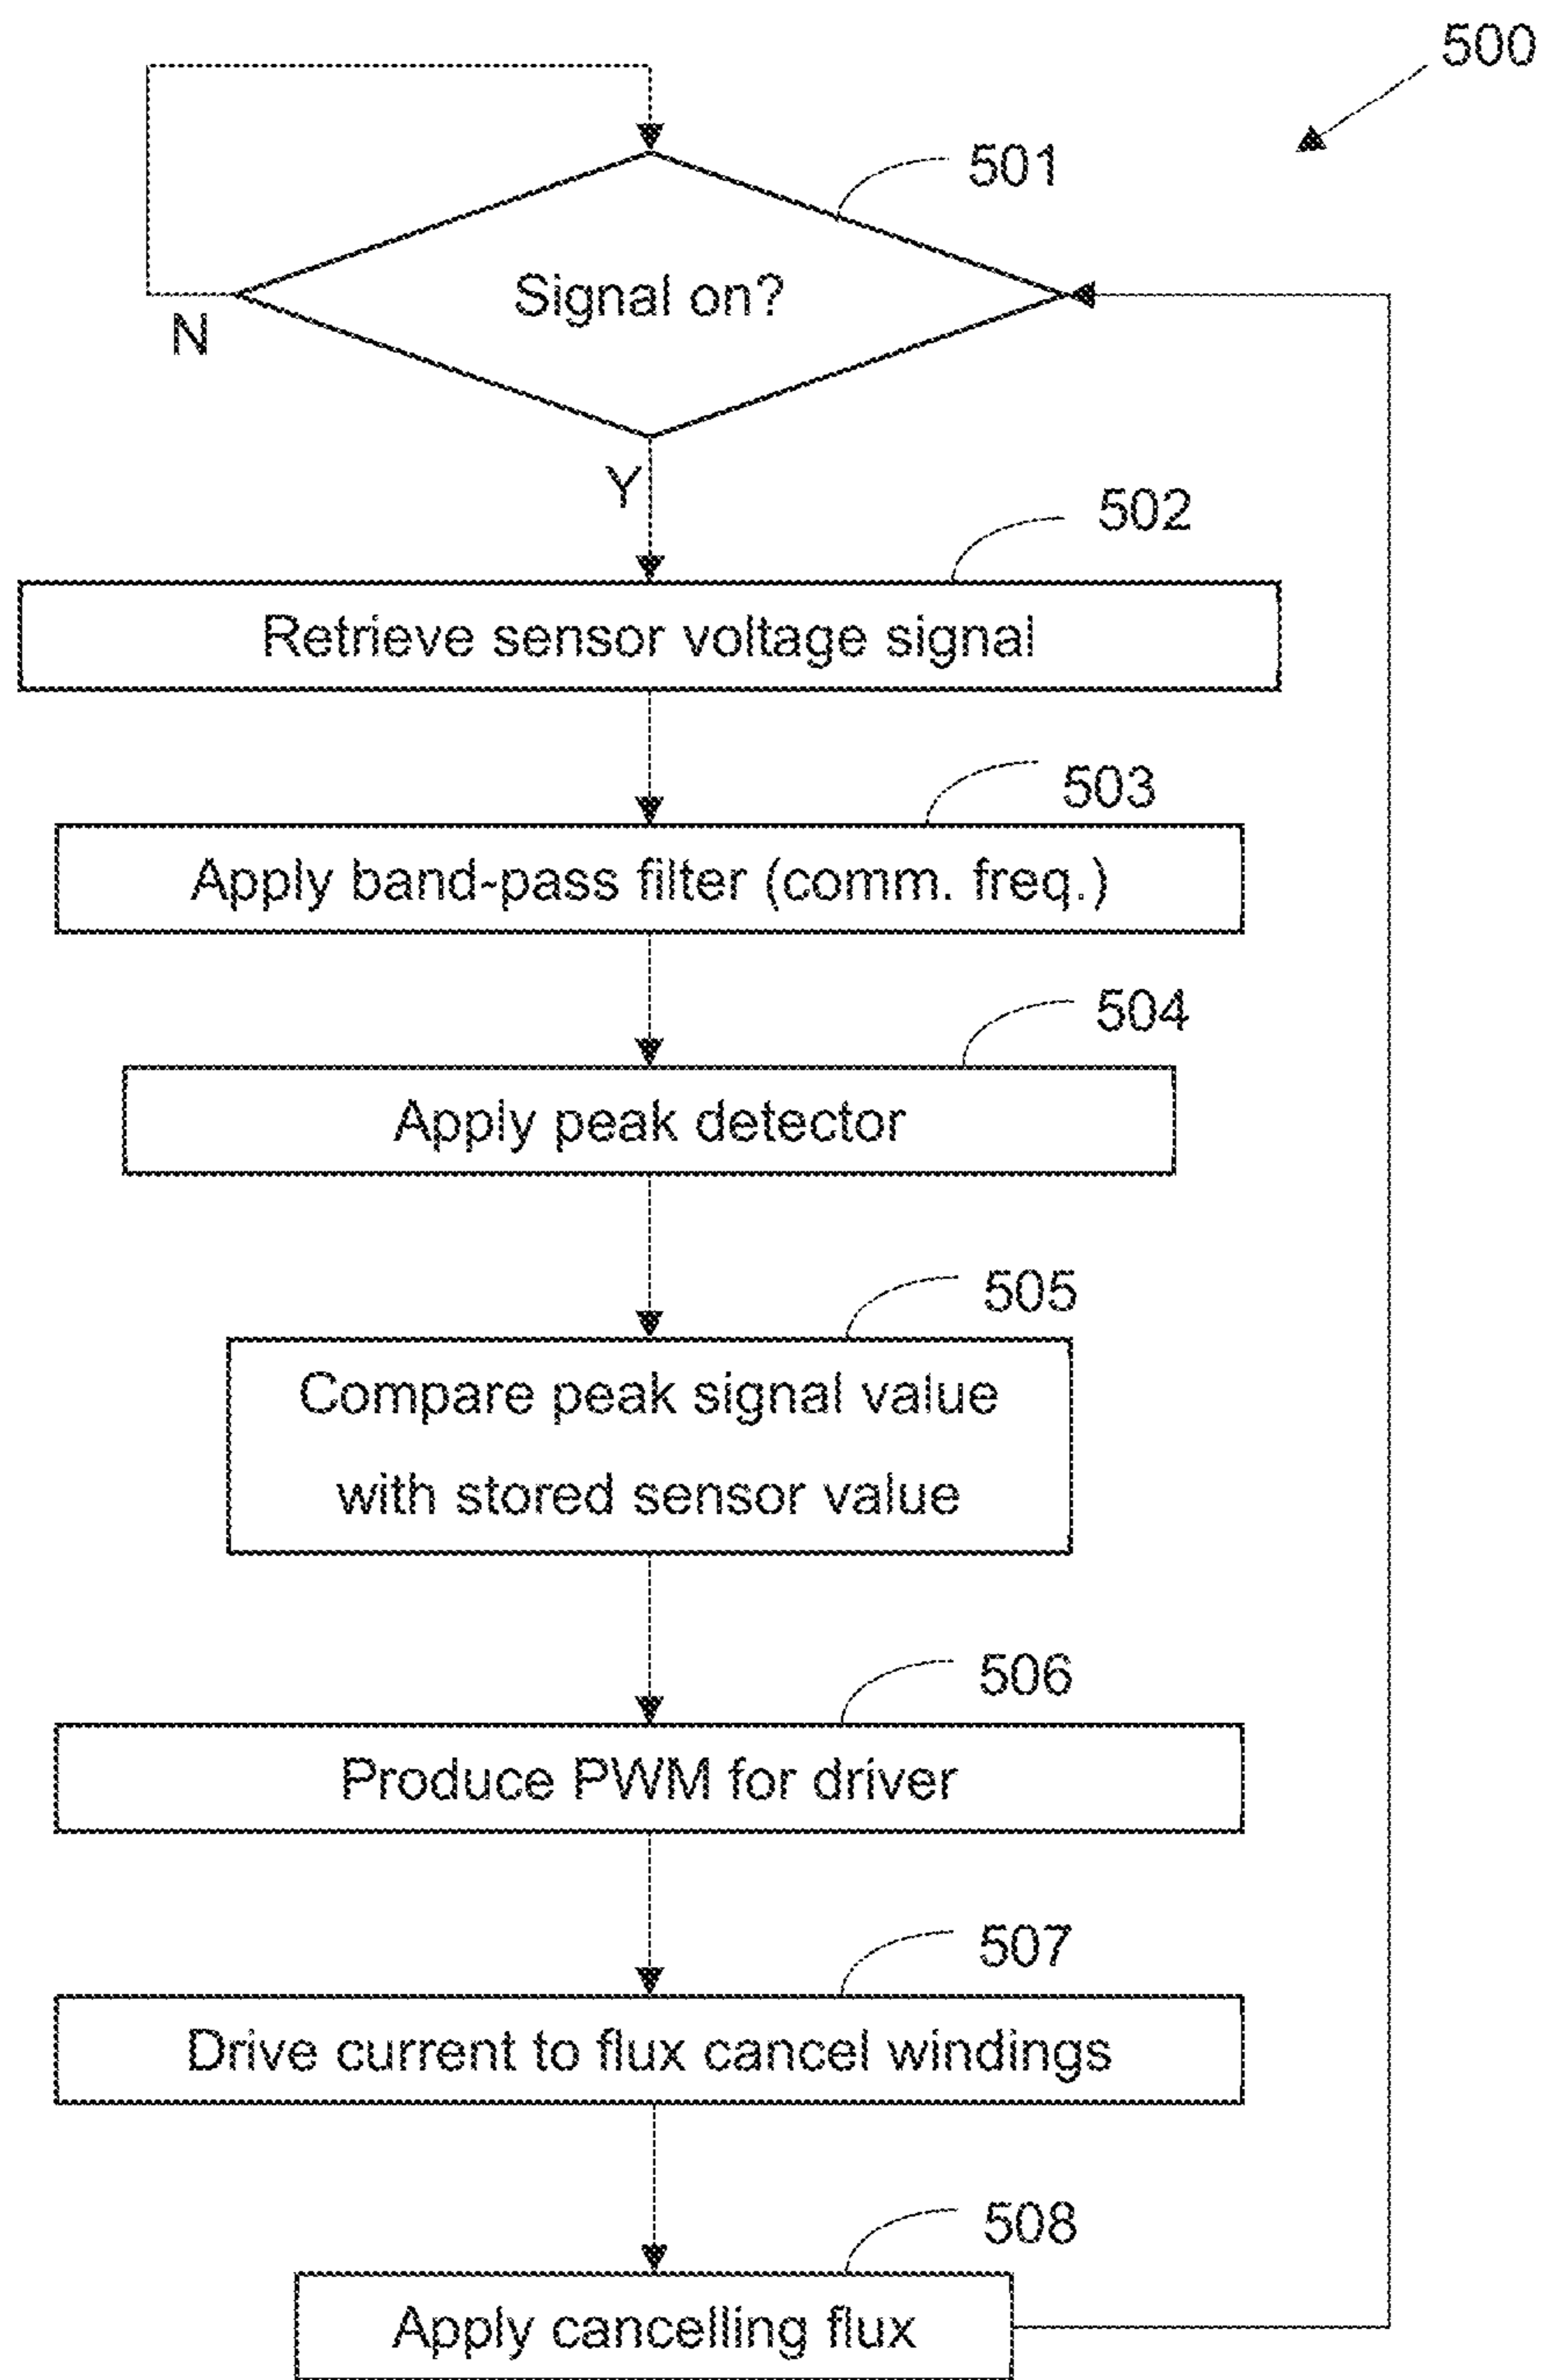 500
501
Signal on?
N
Y
502
Retrieve sensor voltage signal
503
Apply band-pass filter (comm. freq.)
504
Apply peak detector
505
Compare peak signal value
with stored sensor value
506
Produce PWM for driver
507
Drive current to flux cancel windings
508
Apply cancelling flux